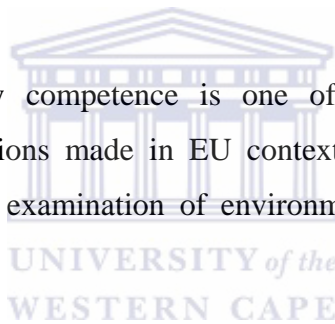 competence is one of
ions made in EU context
examination of environm
UNIVERSITY of the
WESTERN CAPE